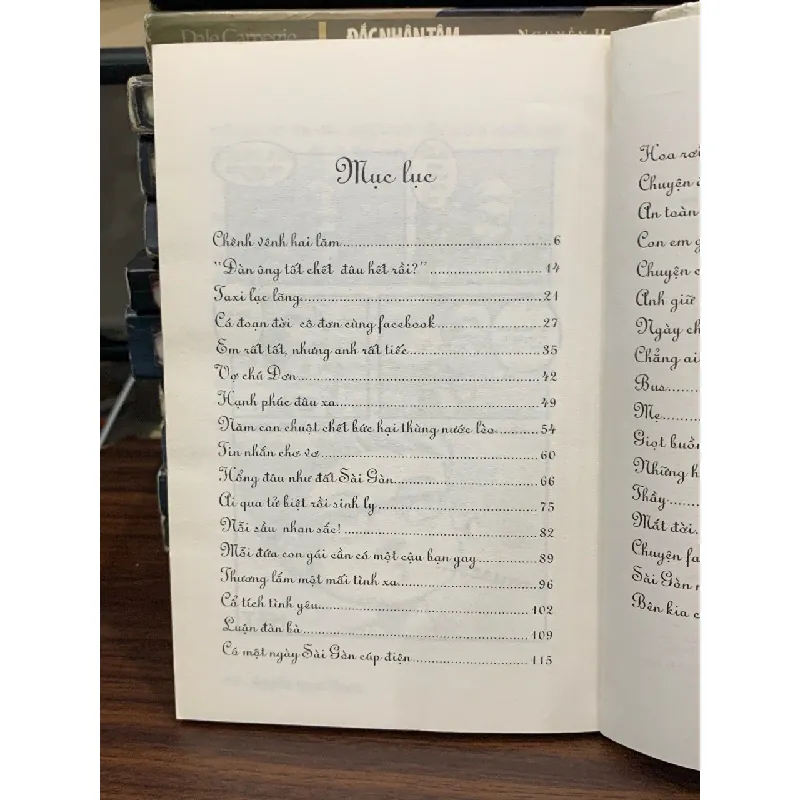 Dale Carnegie ĐẮC NHÂN TÂM NGUYỄN H
Mục lục
Chênh vênh hai lăm 6
"Đàn ông tốt chết đâu hết rồi?" 14
Taxi lạc lõng 21
Có đoạn đời cô đơn cùng facebook 27
Em rất tốt, nhưng anh rất tiếc 35
Vợ chú Đơn 42
Hạnh phúc đâu xa 49
Năm con chuột chết bức hại thùng nước lèo 54
Tin nhắn chơ vơ 60
Hổng đâu như đất Sài Gòn 66
Ai qua tử biệt rồi sinh ly 75
Nỗi sầu nhan sắc! 82
Mỗi đứa con gái cần có một cậu bạn gay 89
Thương lắm một mối tình xa 96
Cổ tích tình yêu 102
Luận đàn bà 109
Có một ngày Sài Gòn cúp điện 115
Hoa rơi
Chuyện
An toàn
Con em g
Chuyện c
Anh giữ
Ngày ch
Chẳng ai
Bus
Mẹ
Giọt buồn
Những h
Thầy
Mất đời
Chuyện fa
Sài Gòn
Bên kia c